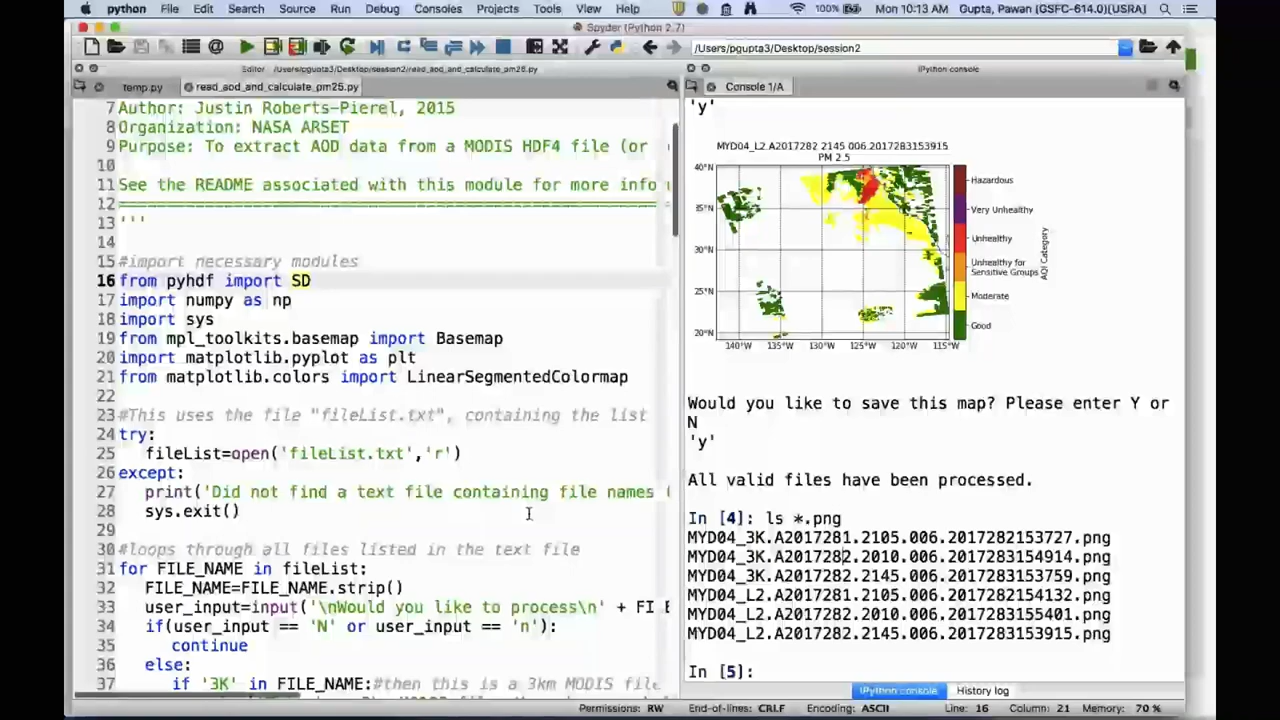 python File Edit Search Source Run Debug Consoles Projects Tools View Help 100% Mon 10:13 AM Gupta, Pawan (GSFC-614.0)(USRA)
Spyder (Python 2.7)
/Users/pgupta3/Desktop/session2
Editor - /Users/pgupta3/Desktop/session2/read_aod_and_calculate_pm25.py
temp.py read_aod_and_calculate_pm25.py
7 Author: Justin Roberts-Pierel, 2015
8 Organization: NASA ARSET
9 Purpose: To extract AOD data from a MODIS HDF4 file (or
10
11 See the README associated with this module for more info
12 ================================================
13 '''
14
15 #import necessary modules
16 from pyhdf import SD
17 import numpy as np
18 import sys
19 from mpl_toolkits.basemap import Basemap
20 import matplotlib.pyplot as plt
21 from matplotlib.colors import LinearSegmentedColormap
22
23 #This uses the file "fileList.txt", containing the list
24 try:
25 fileList=open('fileList.txt','r')
26 except:
27 print('Did not find a text file containing file names (
28 sys.exit()
29
30 #loops through all files listed in the text file
31 for FILE_NAME in fileList:
32 FILE_NAME=FILE_NAME.strip()
33 user_input=input('\nWould you like to process\n' + FILE
34 if(user_input == 'N' or user_input == 'n'):
35 continue
36 else:
37 if '3K' in FILE_NAME:#then this is a 3km MODIS file
IPython console
Console 1/A
'y'
MYD04_L2.A2017282 2145 006.2017283153915
PM 2.5
40°N
35°N
30°N
25°N
20°N
140°W 135°W 130°W 125°W 120°W 115°W
Hazardous
Very Unhealthy
Unhealthy
Unhealthy for
Sensitive Groups
Moderate
Good
AQI Category
Would you like to save this map? Please enter Y or
N
'y'
All valid files have been processed.
In [4]: ls *.png
MYD04_3K.A2017281.2105.006.2017282153727.png
MYD04_3K.A2017282.2010.006.2017283154914.png
MYD04_3K.A2017282.2145.006.2017283153759.png
MYD04_L2.A2017281.2105.006.2017282154132.png
MYD04_L2.A2017282.2010.006.2017283155401.png
MYD04_L2.A2017282.2145.006.2017283153915.png
In [5]:
IPython console History log
Permissions: RW End-of-lines: CRLF Encoding: ASCII Line: 16 Column: 21 Memory: 70 %